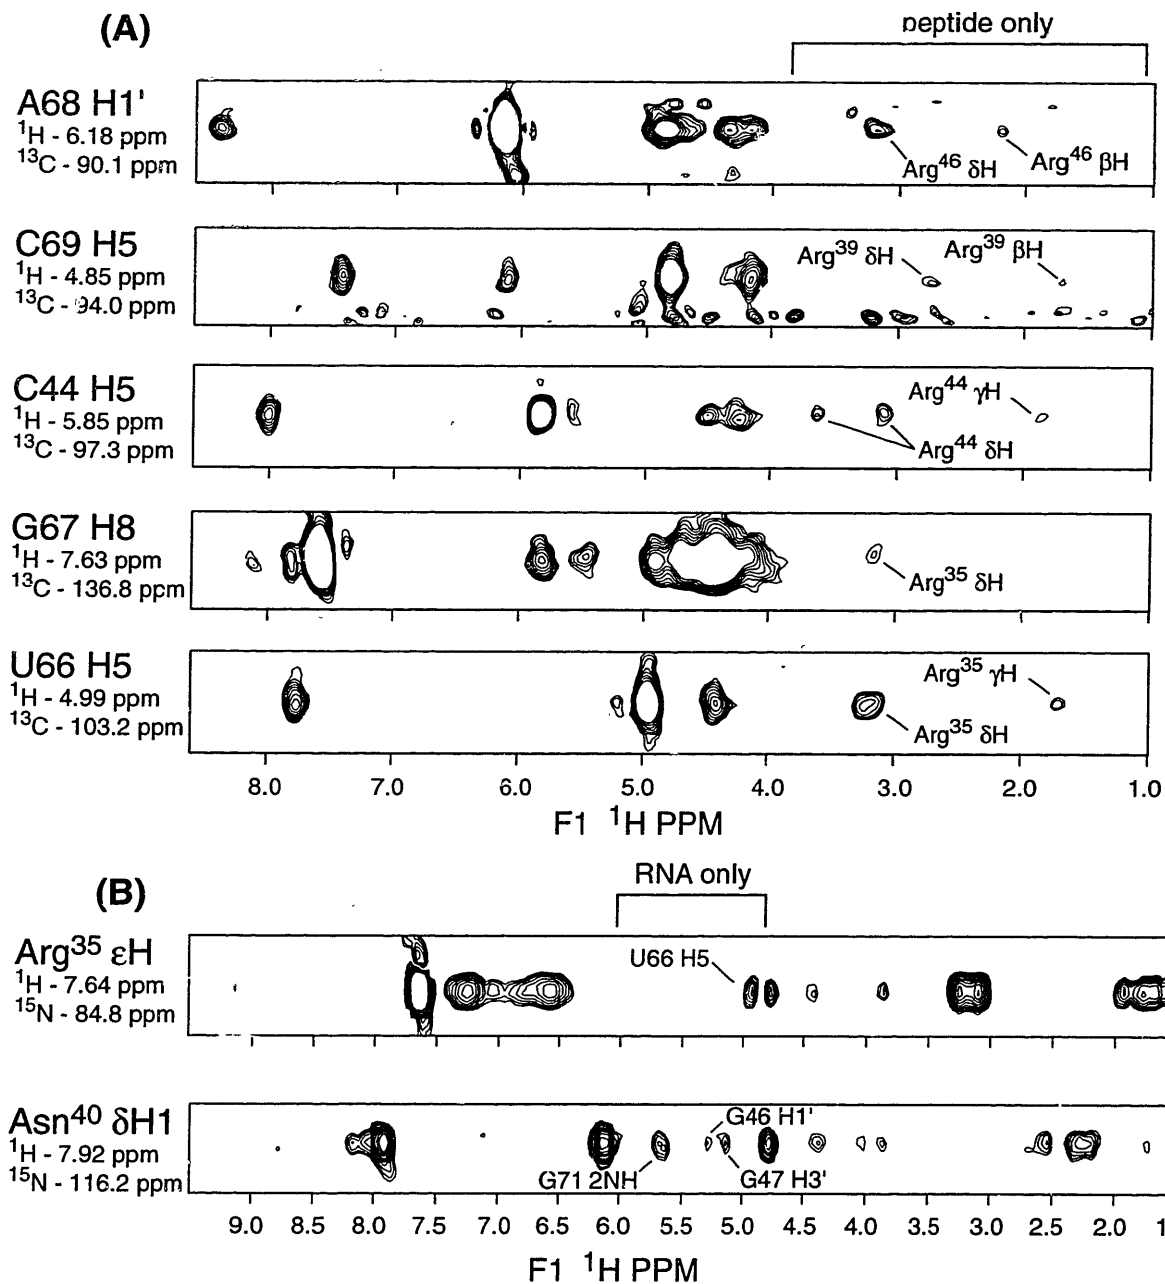 (A)
peptide only
A68 H1'
¹H - 6.18 ppm
¹³C - 90.1 ppm
Arg⁴⁶ δH
Arg⁴⁶ βH
C69 H5
¹H - 4.85 ppm
¹³C - 94.0 ppm
Arg³⁹ δH
Arg³⁹ βH
C44 H5
¹H - 5.85 ppm
¹³C - 97.3 ppm
Arg⁴⁴ γH
Arg⁴⁴ δH
G67 H8
¹H - 7.63 ppm
¹³C - 136.8 ppm
Arg³⁵ δH
U66 H5
¹H - 4.99 ppm
¹³C - 103.2 ppm
Arg³⁵ γH
Arg³⁵ δH
8.0 7.0 6.0 5.0 4.0 3.0 2.0 1.0
F1 ¹H PPM
(B)
RNA only
Arg³⁵ εH
¹H - 7.64 ppm
¹⁵N - 84.8 ppm
U66 H5
Asn⁴⁰ δH1
¹H - 7.92 ppm
¹⁵N - 116.2 ppm
G46 H1'
G71 2NH
G47 H3'
9.0 8.5 8.0 7.5 7.0 6.5 6.0 5.5 5.0 4.5 4.0 3.5 3.0 2.5 2.0 1
F1 ¹H PPM